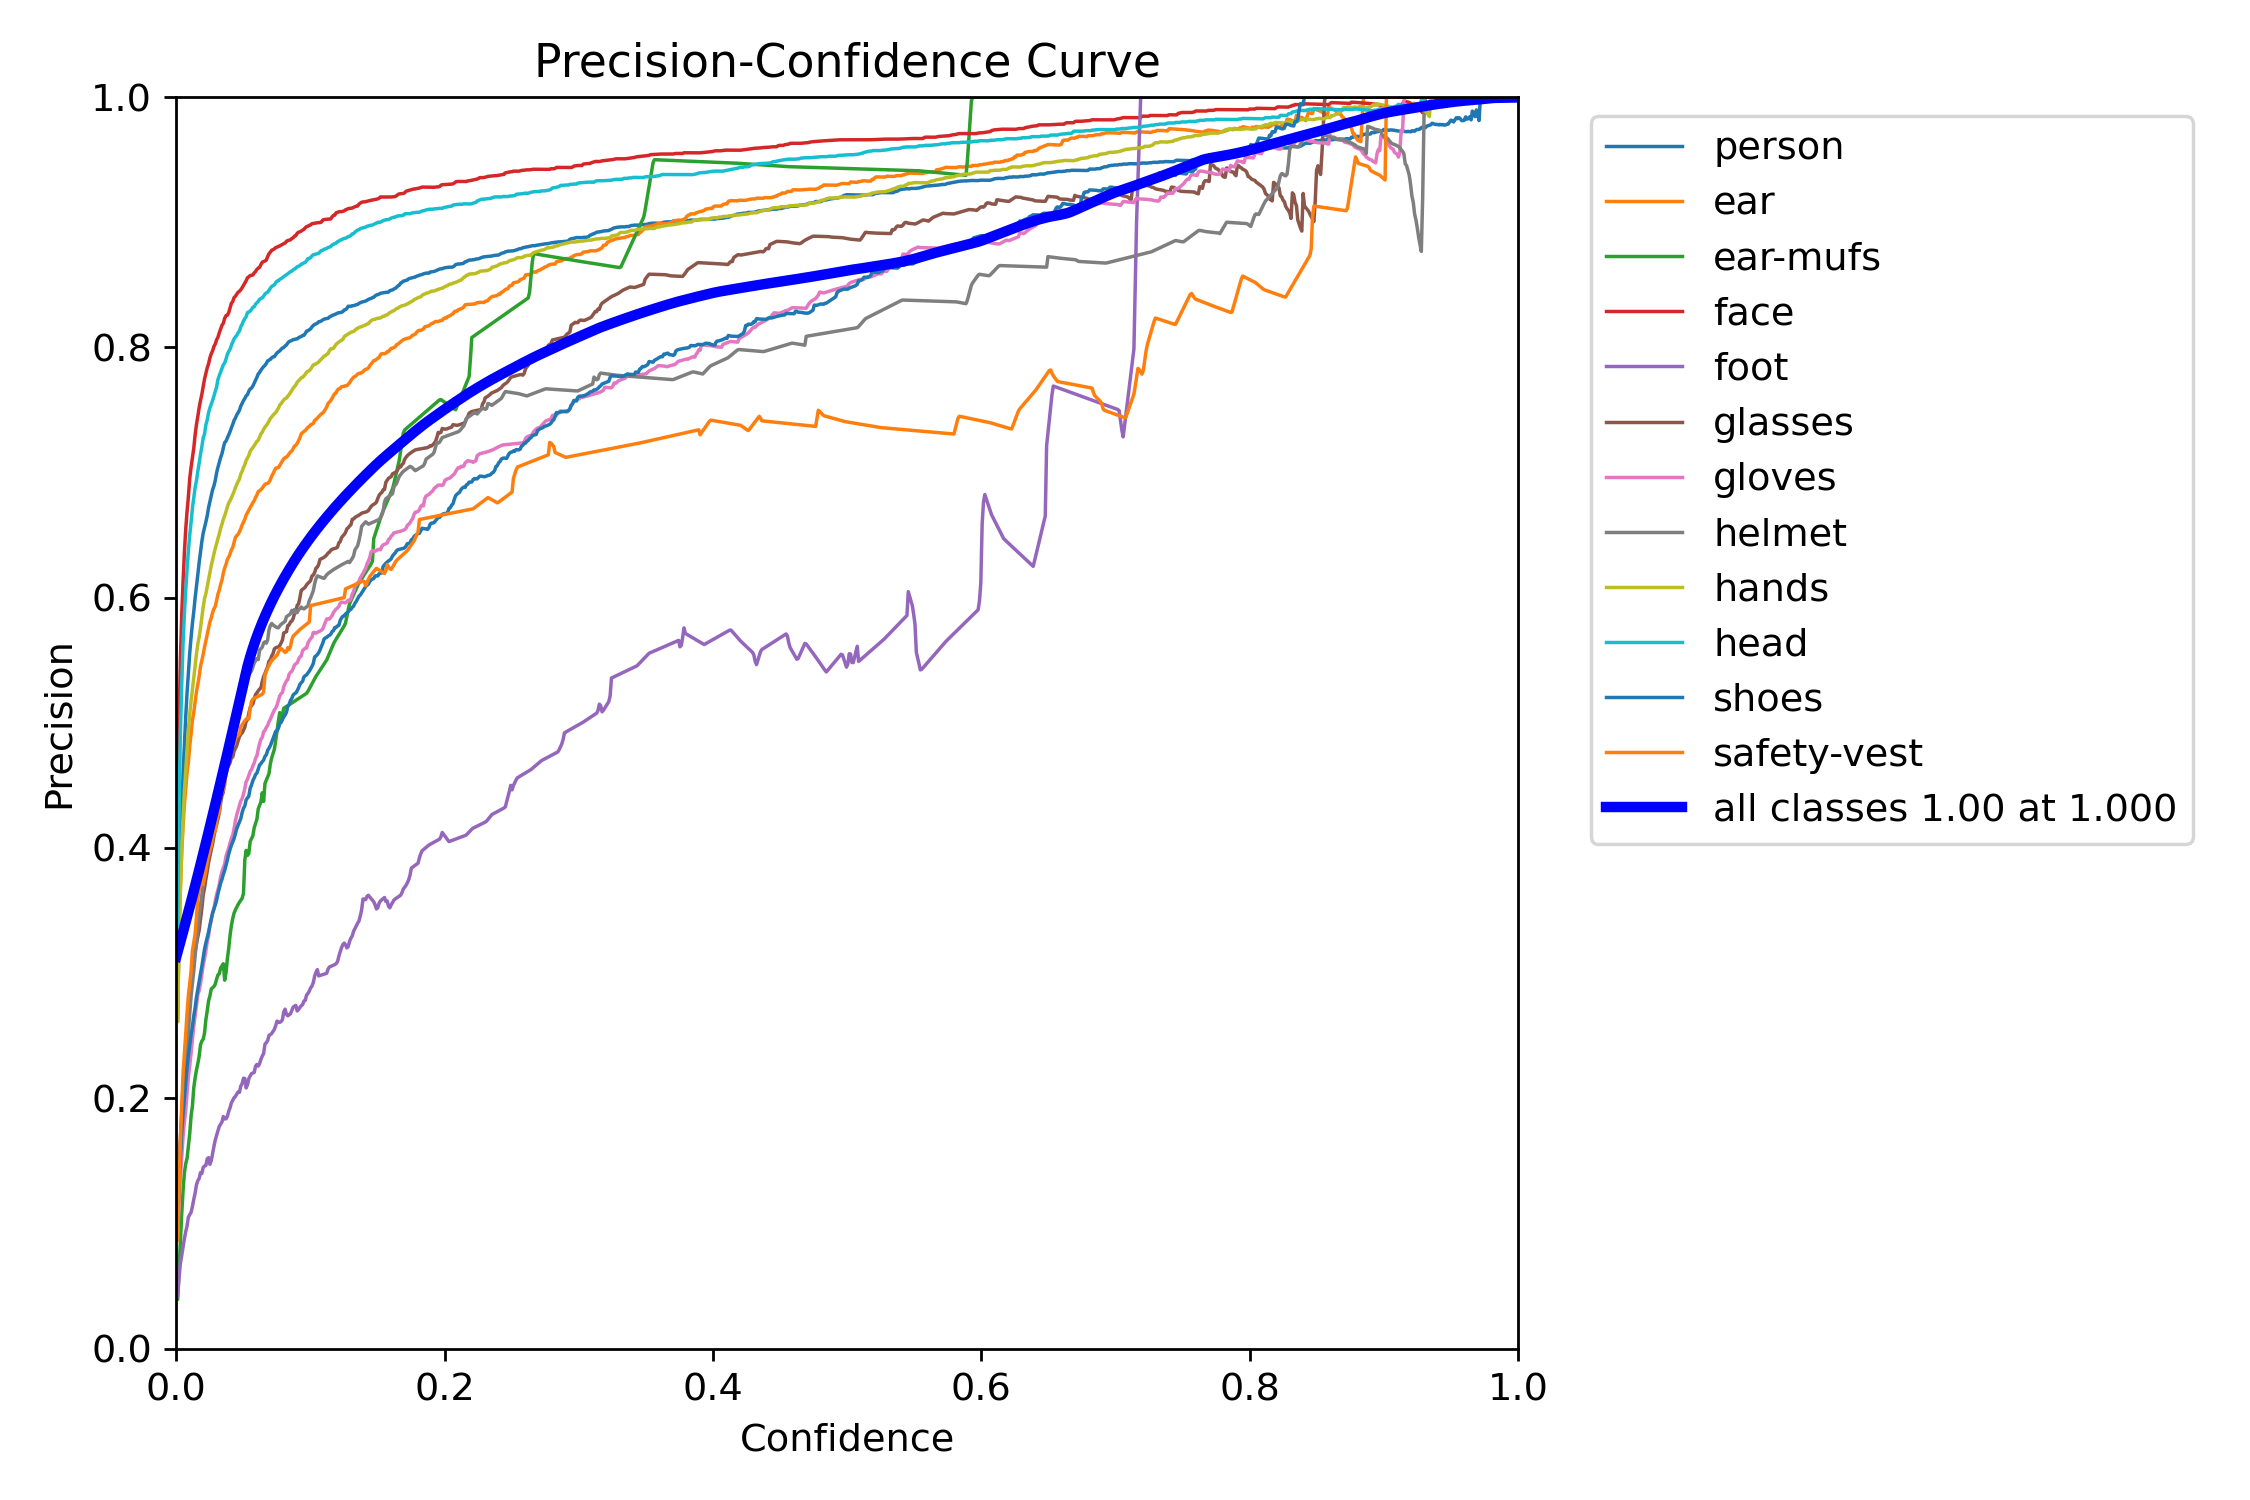 Precision-Confidence Curve
1.0
0.8
0.6
0.4
0.2
0.0
Precision
0.0 0.2 0.4 0.6 0.8 1.0
Confidence
person
ear
ear-mufs
face
foot
glasses
gloves
helmet
hands
head
shoes
safety-vest
all classes 1.00 at 1.000